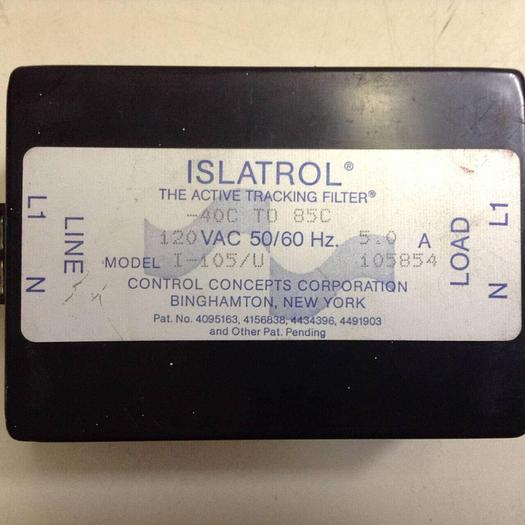 ISLATROL®
THE ACTIVE TRACKING FILTER®
-40C TO 85C
120 VAC 50/60 Hz. 5.0 A
MODEL I-105/U 105854
CONTROL CONCEPTS CORPORATION
BINGHAMTON, NEW YORK
Pat. No. 4095163, 4156838, 4434396, 4491903
and Other Pat. Pending
L1
N
LINE
LOAD
L1
N